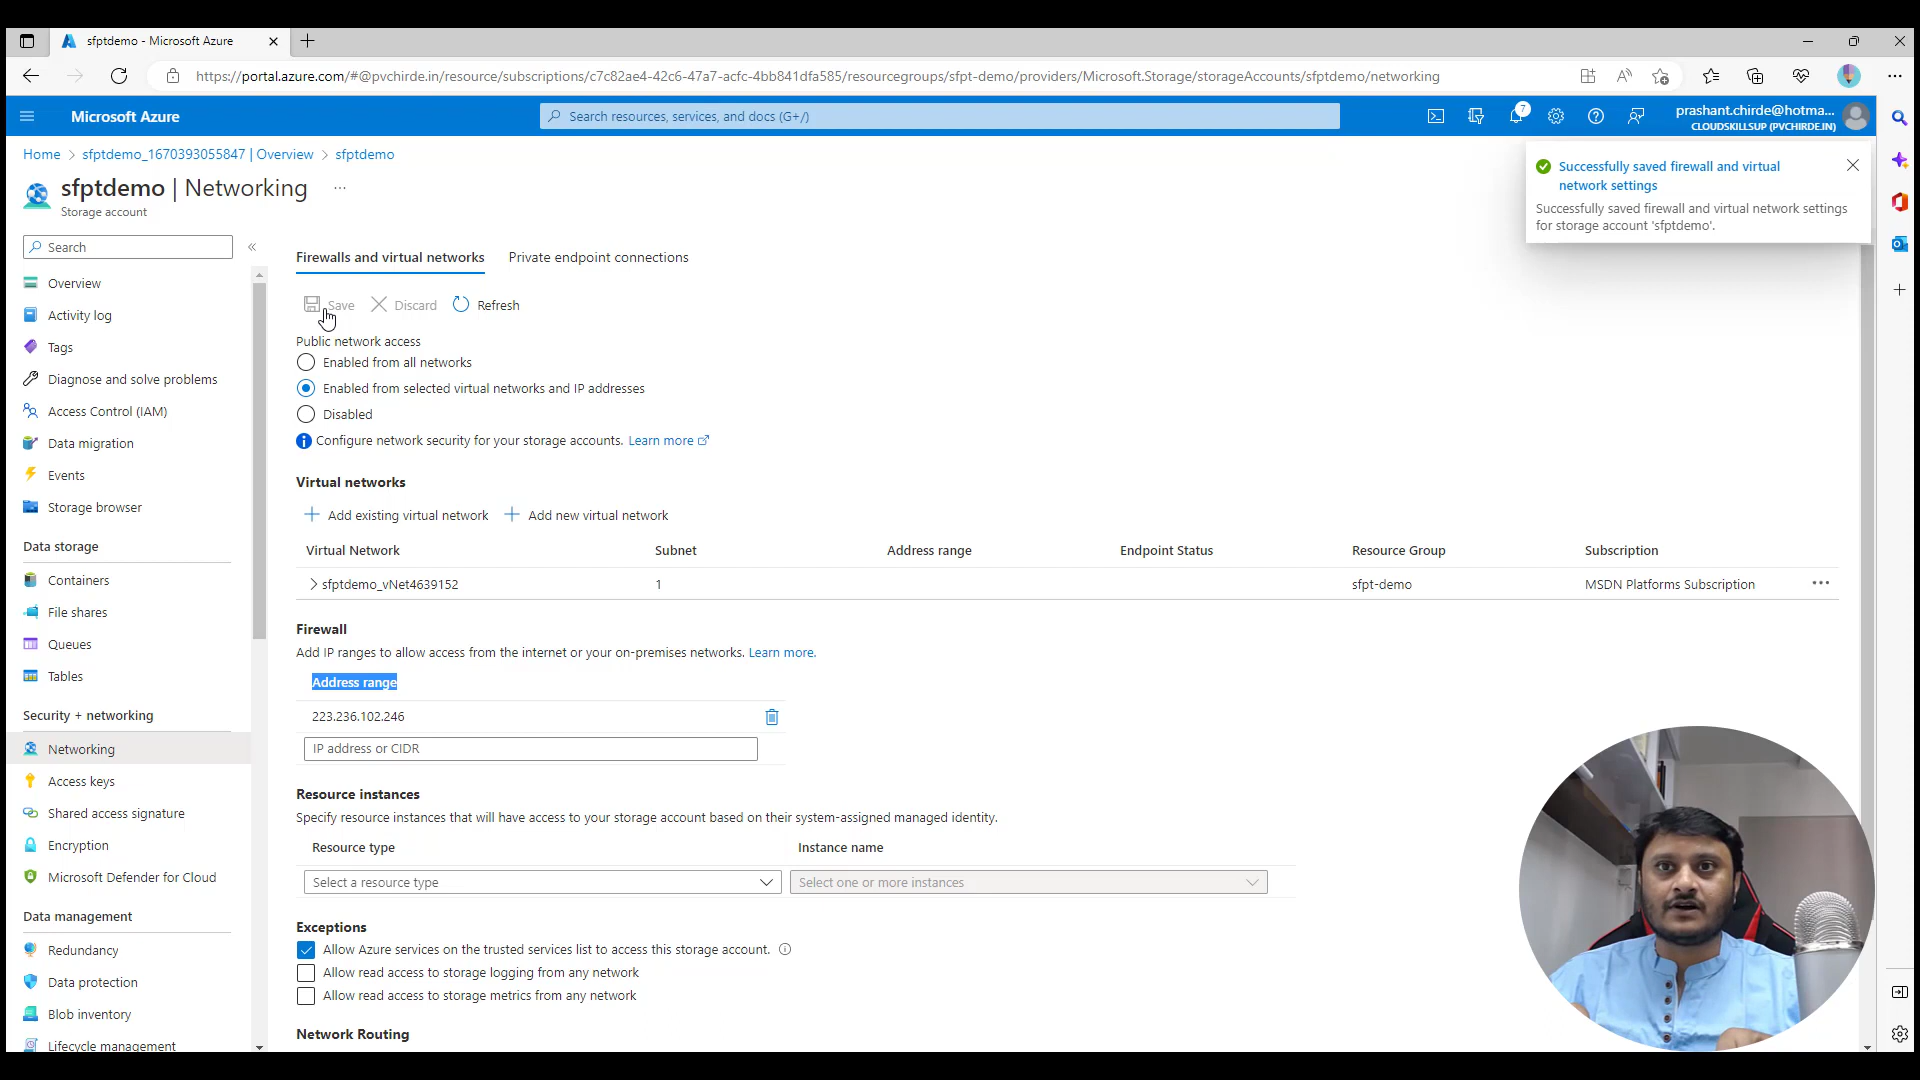 sfptdemo - Microsoft Azure
https://portal.azure.com/#@pvchirde.in/resource/subscriptions/c7c82ae4-42c6-47a7-acfc-4bb841dfa585/resourcegroups/sfpt-demo/providers/Microsoft.Storage/storageAccounts/sfptdemo/networking
Microsoft Azure
Search resources, services, and docs (G+/)
7
prashant.chirde@hotma...
CLOUDSKILLSUP (PVCHIRDE.IN)
Home > sfptdemo_1670393055847 | Overview > sfptdemo
sfptdemo | Networking ...
Storage account
Successfully saved firewall and virtual
network settings
Successfully saved firewall and virtual network settings
for storage account 'sfptdemo'.
Search
Overview
Activity log
Tags
Diagnose and solve problems
Access Control (IAM)
Data migration
Events
Storage browser
Data storage
Containers
File shares
Queues
Tables
Security + networking
Networking
Access keys
Shared access signature
Encryption
Microsoft Defender for Cloud
Data management
Redundancy
Data protection
Blob inventory
Lifecycle management
Firewalls and virtual networks Private endpoint connections
Save Discard Refresh
Public network access
Enabled from all networks
Enabled from selected virtual networks and IP addresses
Disabled
Configure network security for your storage accounts. Learn more
Virtual networks
Add existing virtual network Add new virtual network
Virtual Network Subnet Address range Endpoint Status Resource Group Subscription
sfptdemo_vNet4639152 1 sfpt-demo MSDN Platforms Subscription ...
Firewall
Add IP ranges to allow access from the internet or your on-premises networks. Learn more.
Address range
223.236.102.246
IP address or CIDR
Resource instances
Specify resource instances that will have access to your storage account based on their system-assigned managed identity.
Resource type Instance name
Select a resource type Select one or more instances
Exceptions
Allow Azure services on the trusted services list to access this storage account.
Allow read access to storage logging from any network
Allow read access to storage metrics from any network
Network Routing